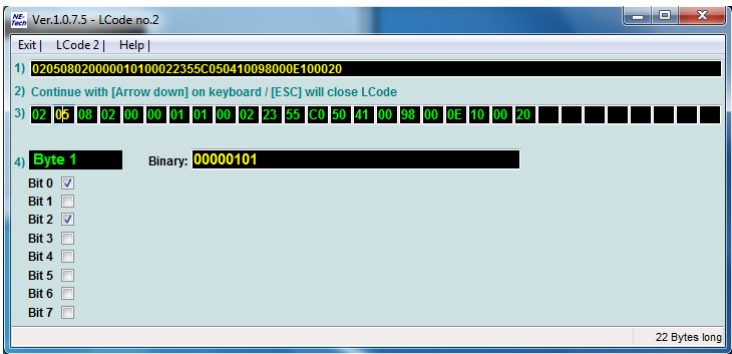 NE-Tech Ver.1.0.7.5 - LCode no.2
Exit | LCode 2 | Help |
1) 020508020000010100022355C050410098000E100020
2) Continue with [Arrow down] on keyboard / [ESC] will close LCode
3) 02 05 08 02 00 00 01 01 00 02 23 55 C0 50 41 00 98 00 0E 10 00 20
4) Byte 1 Binary: 00000101
Bit 0
Bit 1
Bit 2
Bit 3
Bit 4
Bit 5
Bit 6
Bit 7
22 Bytes long